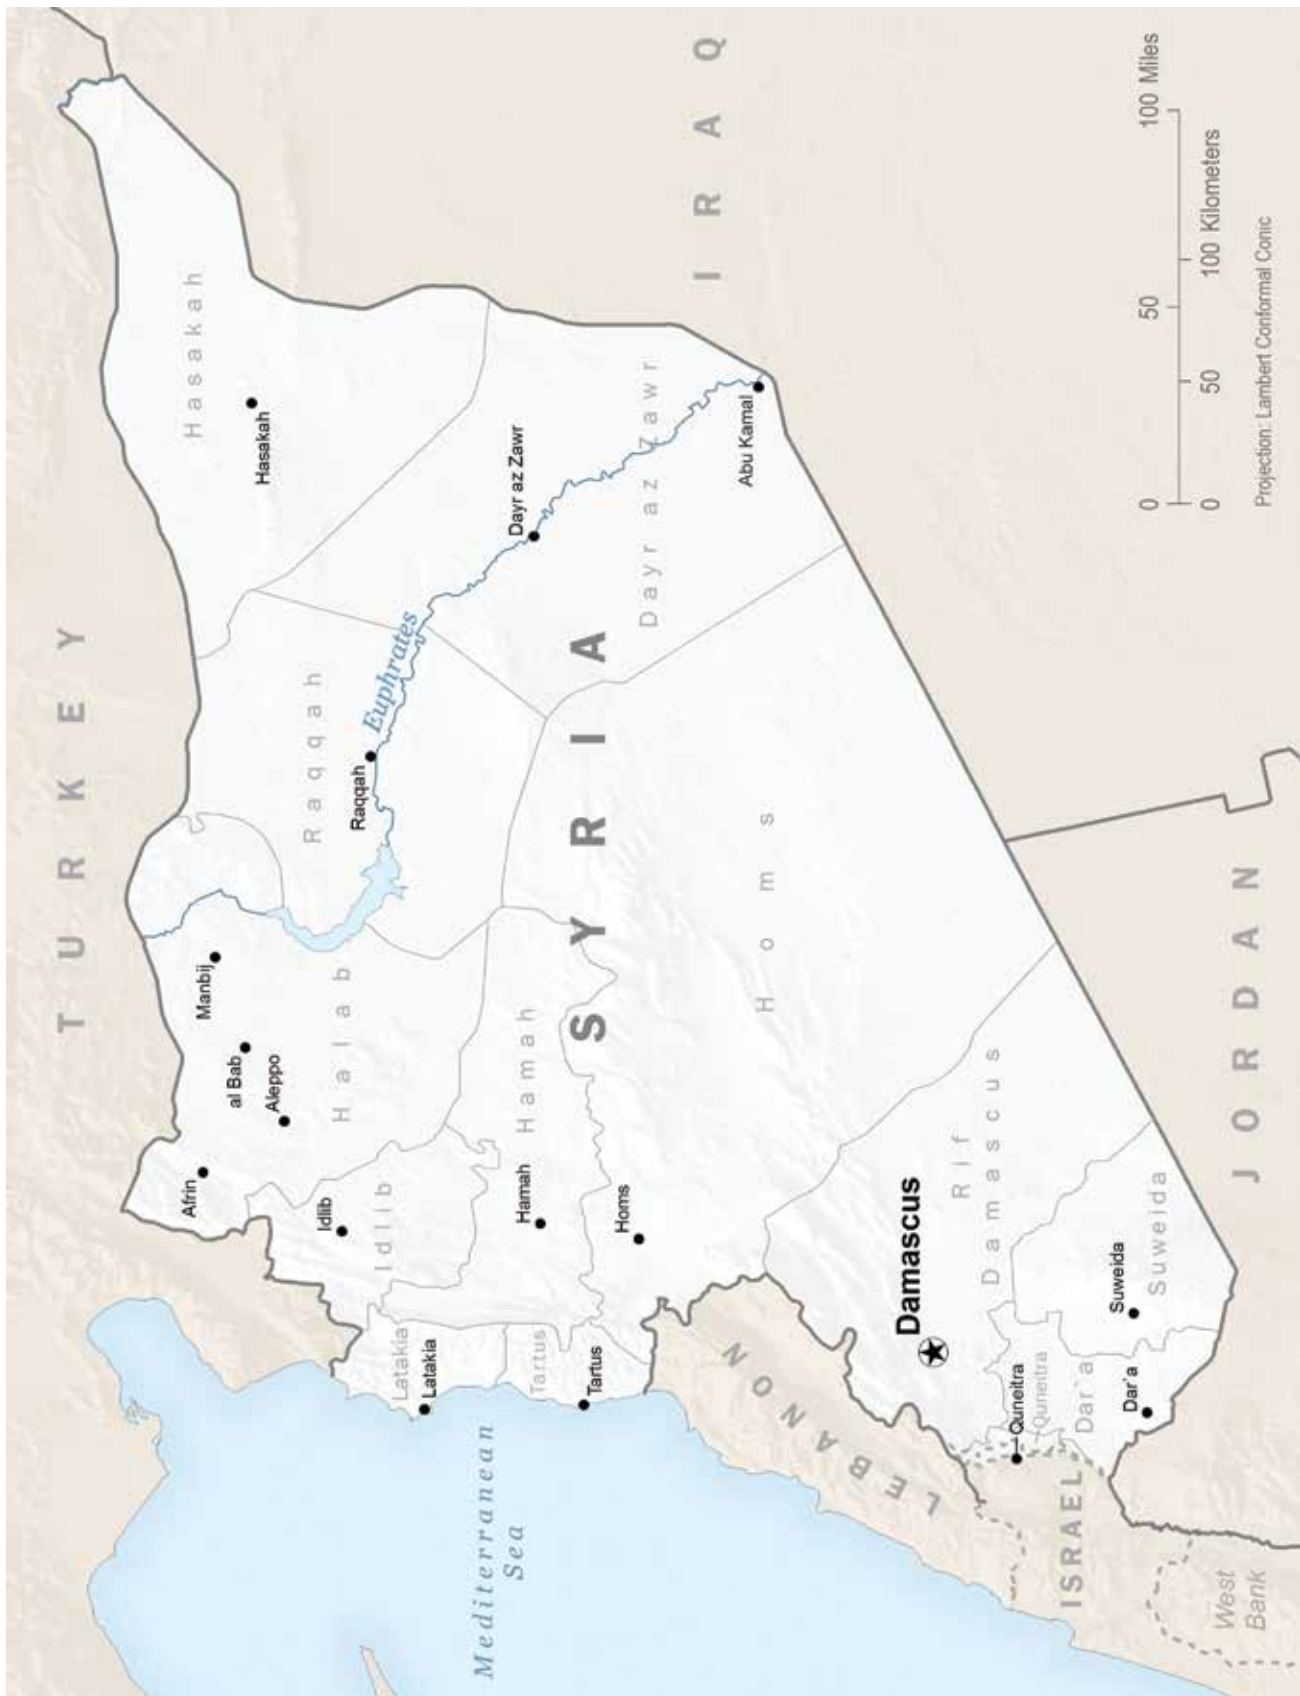 TURKEY
Hasakah
Hasakah
Manbij
al Bab
Aleppo
Afrin
Halab
Raqqah
Raqqah
Euphrates
Idlib
Idlib
Latakia
Latakia
Hamah
Hamah
Dayr az Zawr
Dayr az Zawr
SYRIA
Tartus
Tartus
Homs
Homs
Abu Kamal
IRAQ
Mediterranean
Sea
LEBANON
Damascus
Rif
Damascus
Quneitra
Quneitra
Suweida
Suweida
Dar`a
Dar`a
ISRAEL
West
Bank
JORDAN
0 50 100 Miles
0 50 100 Kilometers
Projection: Lambert Conformal Conic